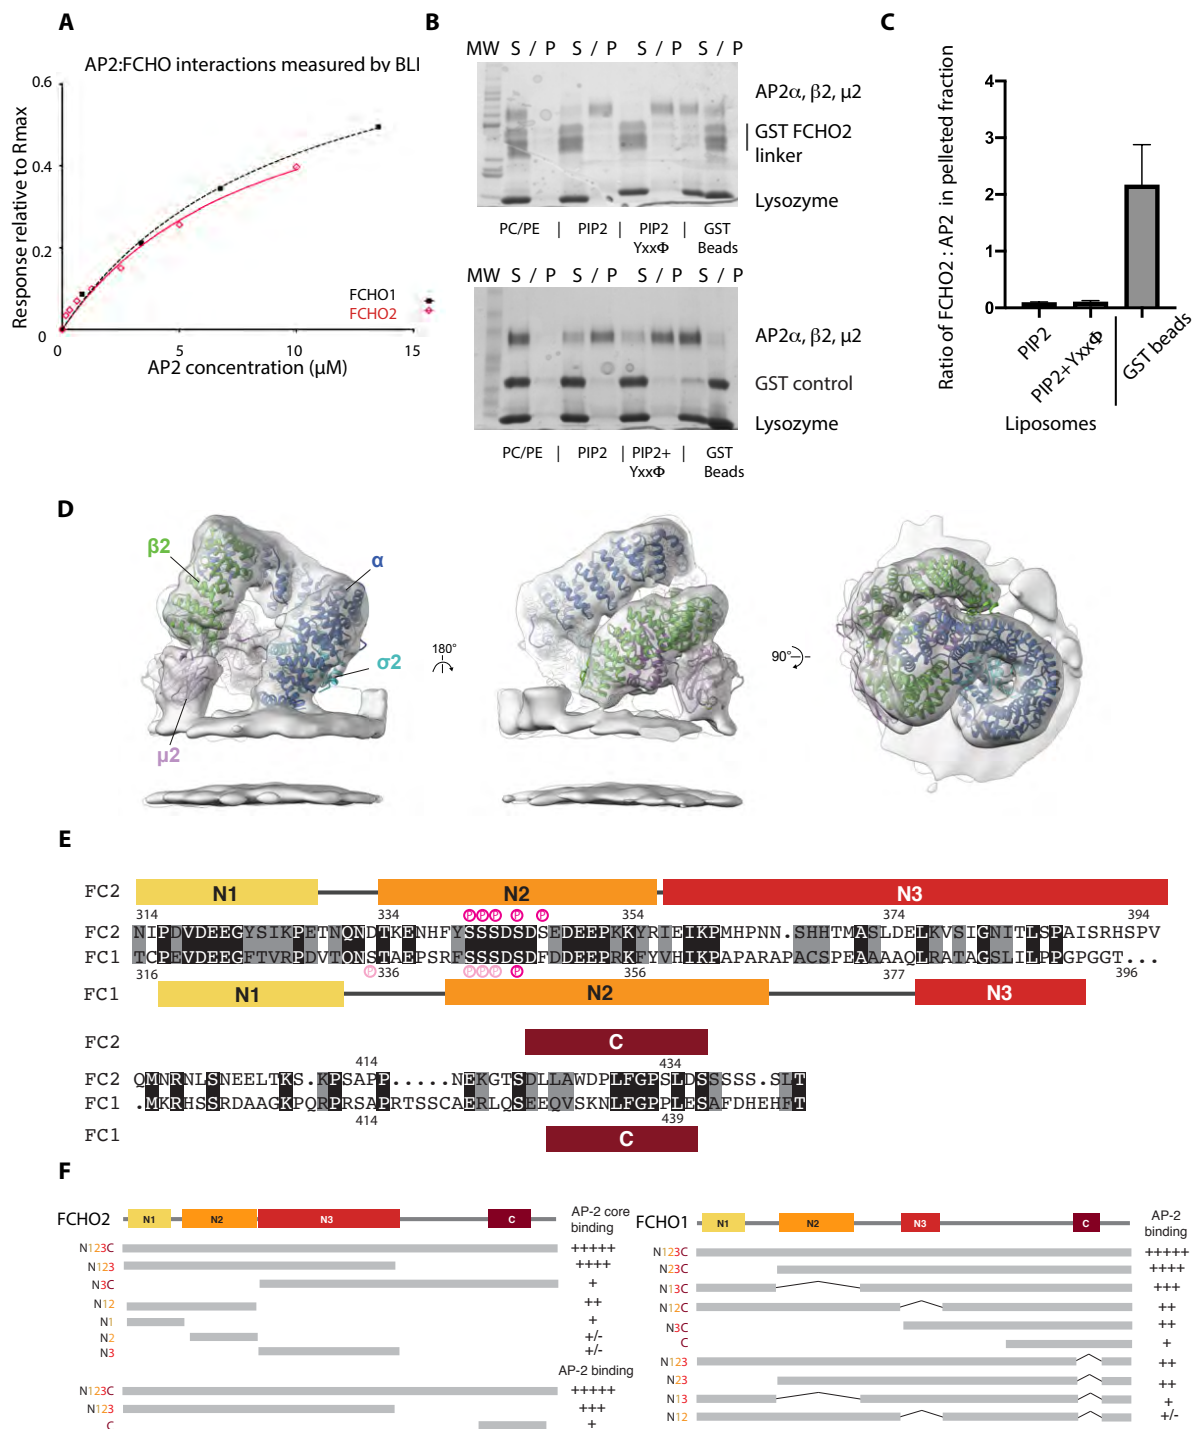 A
AP2:FCHO interactions measured by BLI
Response relative to Rmax
0.6
0.4
0.2
0
0
5
10
15
AP2 concentration (µM)
FCHO1
FCHO2
B
MW S / P S / P S / P S / P
AP2α, β2, µ2
GST FCHO2
linker
Lysozyme
PC/PE | PIP2 | PIP2 | GST
YxxΦ Beads
MW S / P S / P S / P S / P
AP2α, β2, µ2
GST control
Lysozyme
PC/PE | PIP2 | PIP2+ | GST
YxxΦ Beads
C
Ratio of FCHO2 : AP2 in pelleted fraction
4
3
2
1
0
PIP2
PIP2+YxxΦ
GST beads
Liposomes
D
β2
α
σ2
µ2
180°
90°
E
FC2 N1 N2 N3
314 334 354 374 394
P P P P P
FC2 NIPDVDEEGYSIKPETNQNDTKENHFYSSSDSDSEDEEPKKYRIEIKPMHPNN.SHHTMASLDELKVSIGNITLSPAISRHSPV
FC1 TCPEVDEEGFTVRPDVTQNSTAEPSRFSSSDSDFDDEEPRKFYVHIKPAPARAPACSPEAAAAQLRATAGSLILPPGPGGT...
P P P P P
316 336 356 377 396
FC1 N1 N2 N3
FC2 C
414 434
FC2 QMNRNLSNEELTKS.KPSAPP.....NEKGTSDLLAWDPLFGPSLDSSSSS.SLT
FC1 .MKRHSSRDAAGKPQRPRSAPRTSSCAERLQSEEQVSKNLFGPPLESAFDHEHFT
414 439
FC1 C
F
FCHO2 N1 N2 N3 C
AP-2 core
binding
N123C +++++
N123 ++++
N3C +
N12 ++
N1 +
N2 +/-
N3 +/-
AP-2 binding
N123C +++++
N123 +++
C +
FCHO1 N1 N2 N3 C
AP-2
binding
N123C +++++
N23C ++++
N13C +++
N12C ++
N3C ++
C +
N123 ++
N23 ++
N13 +
N12 +/-